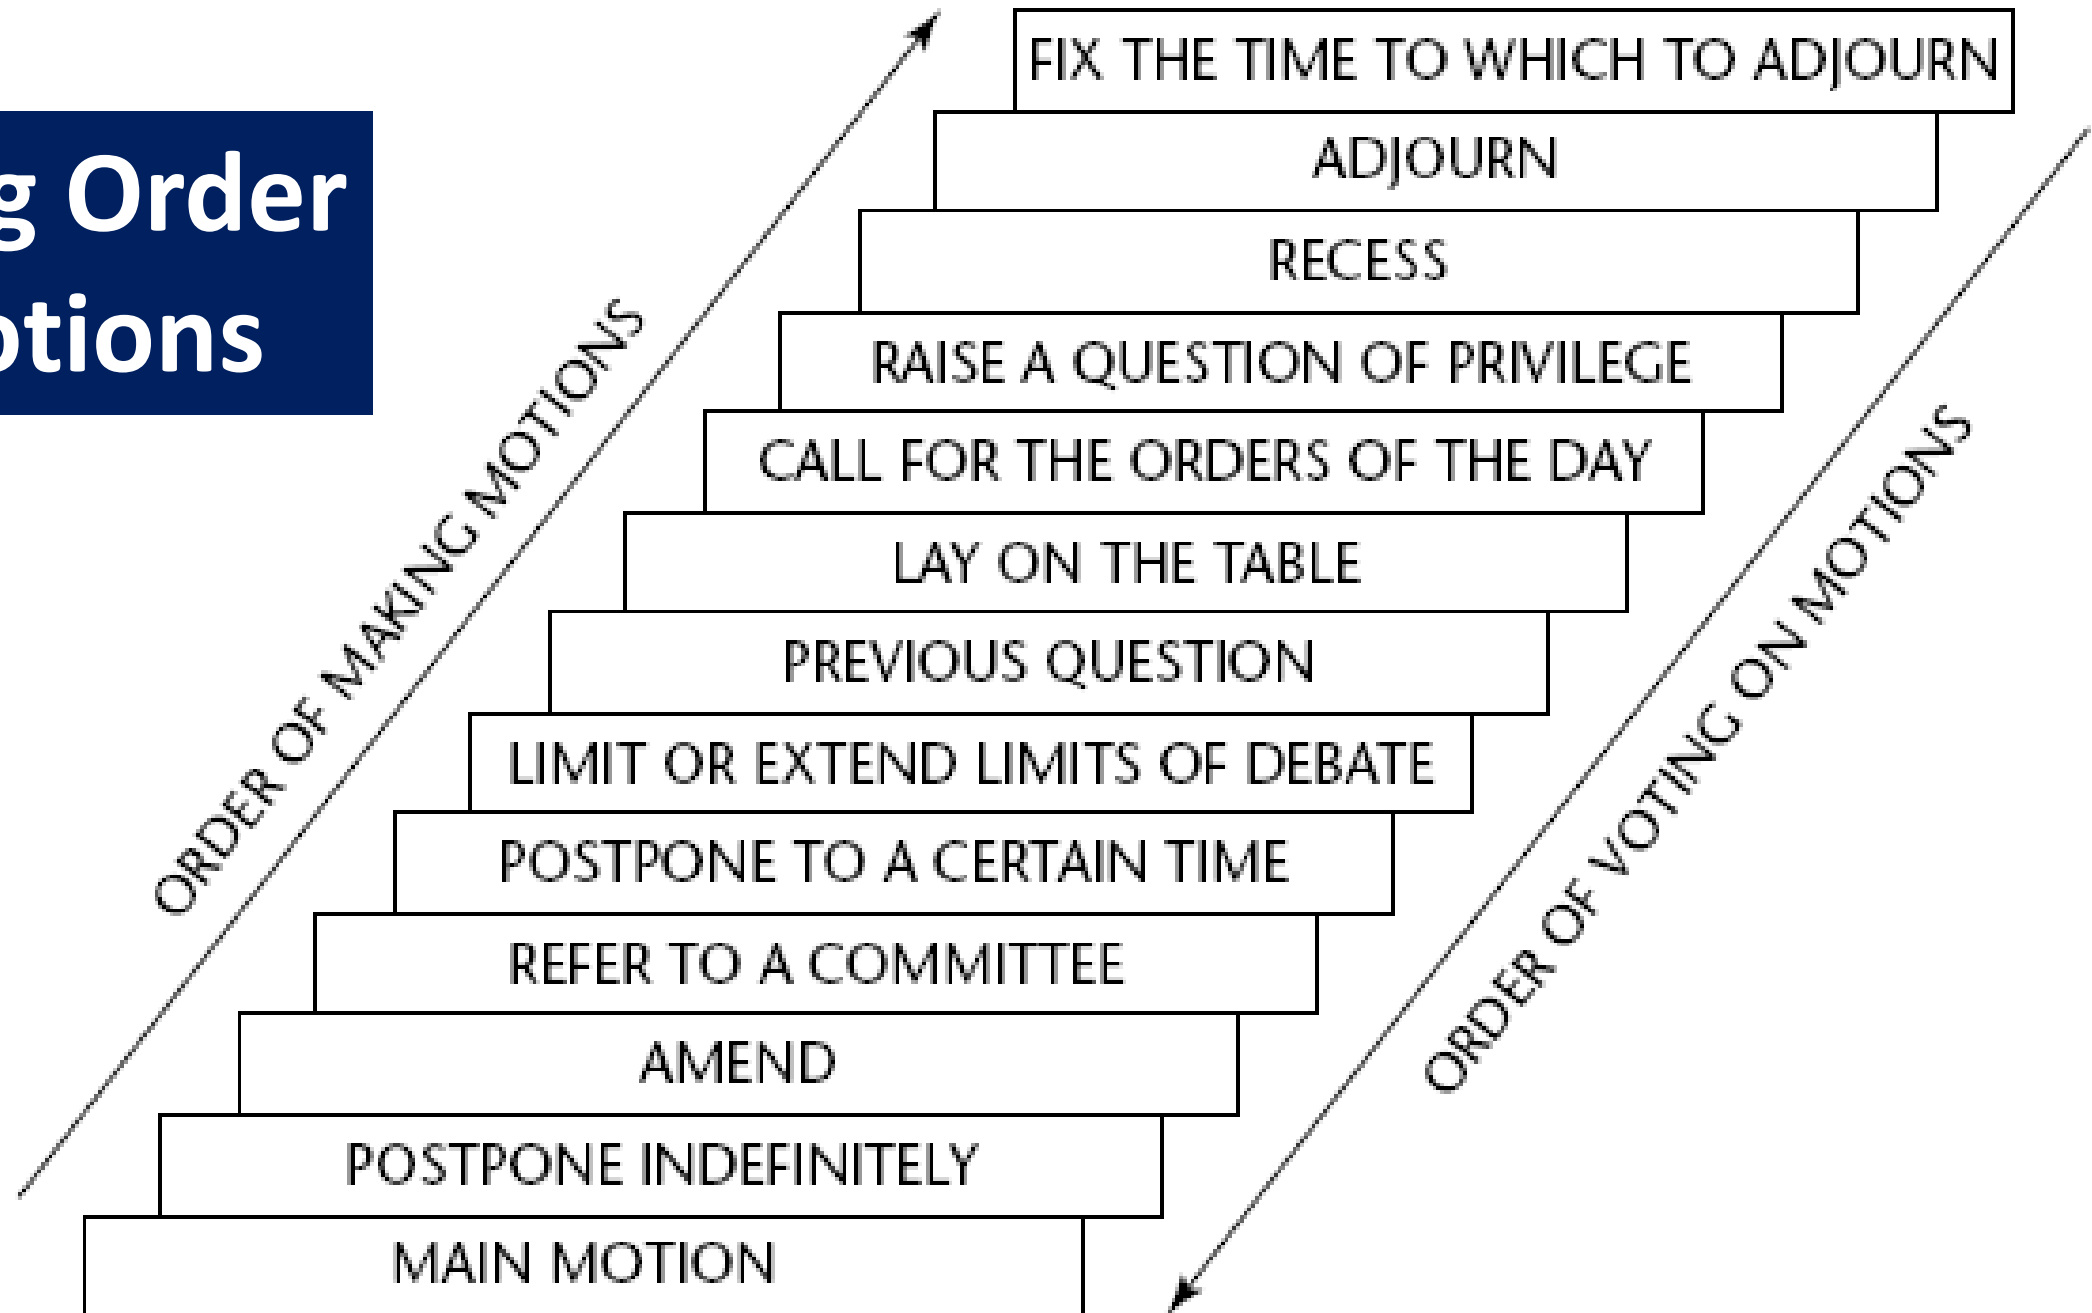 g Order
otions
FIX THE TIME TO WHICH TO ADJOURN
ADJOURN
RECESS
RAISE A QUESTION OF PRIVILEGE
CALL FOR THE ORDERS OF THE DAY
LAY ON THE TABLE
PREVIOUS QUESTION
LIMIT OR EXTEND LIMITS OF DEBATE
POSTPONE TO A CERTAIN TIME
REFER TO A COMMITTEE
AMEND
POSTPONE INDEFINITELY
MAIN MOTION
ORDER OF MAKING MOTIONS
ORDER OF VOTING ON MOTIONS